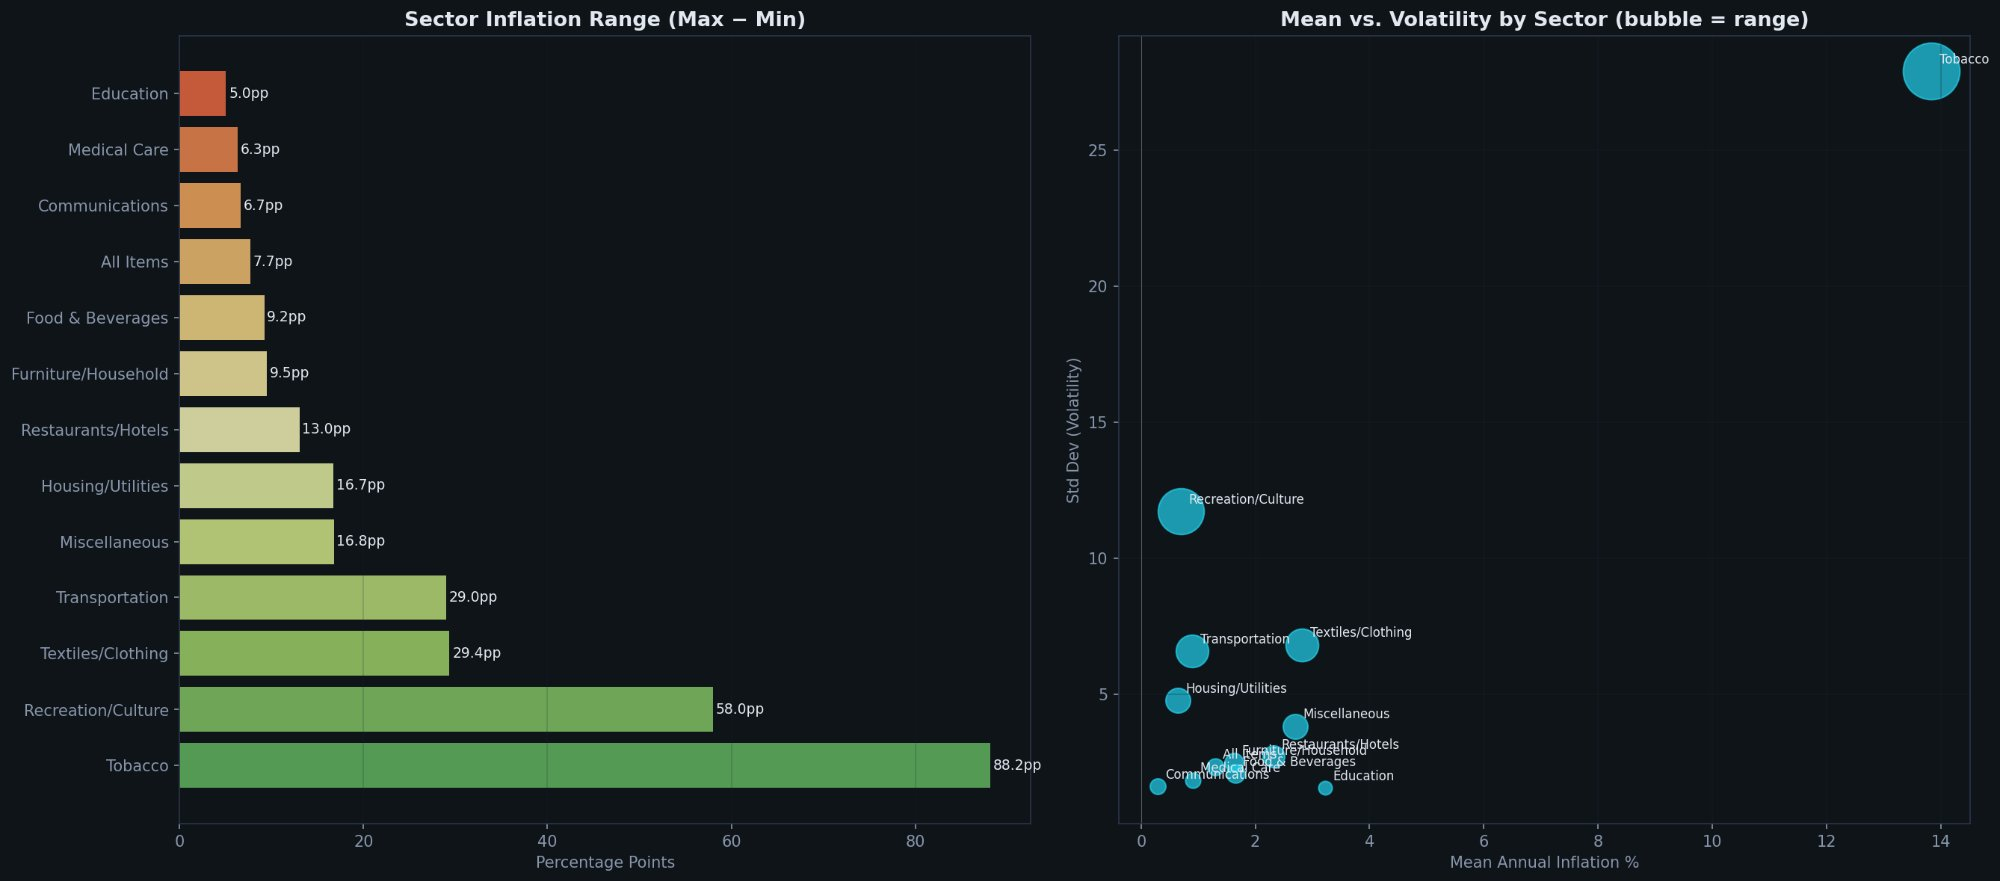 Sector Inflation Range (Max − Min)
Education
5.0pp
Medical Care
6.3pp
Communications
6.7pp
All Items
7.7pp
Food & Beverages
9.2pp
Furniture/Household
9.5pp
Restaurants/Hotels
13.0pp
Housing/Utilities
16.7pp
Miscellaneous
16.8pp
Transportation
29.0pp
Textiles/Clothing
29.4pp
Recreation/Culture
58.0pp
Tobacco
88.2pp
0 20 40 60 80
Percentage Points
Mean vs. Volatility by Sector (bubble = range)
Std Dev (Volatility)
25
20
15
10
5
Tobacco
Recreation/Culture
Transportation
Textiles/Clothing
Housing/Utilities
Miscellaneous
Restaurants/Hotels
Furniture/Household
All Items
Food & Beverages
Medical Care
Communications
Education
0 2 4 6 8 10 12 14
Mean Annual Inflation %